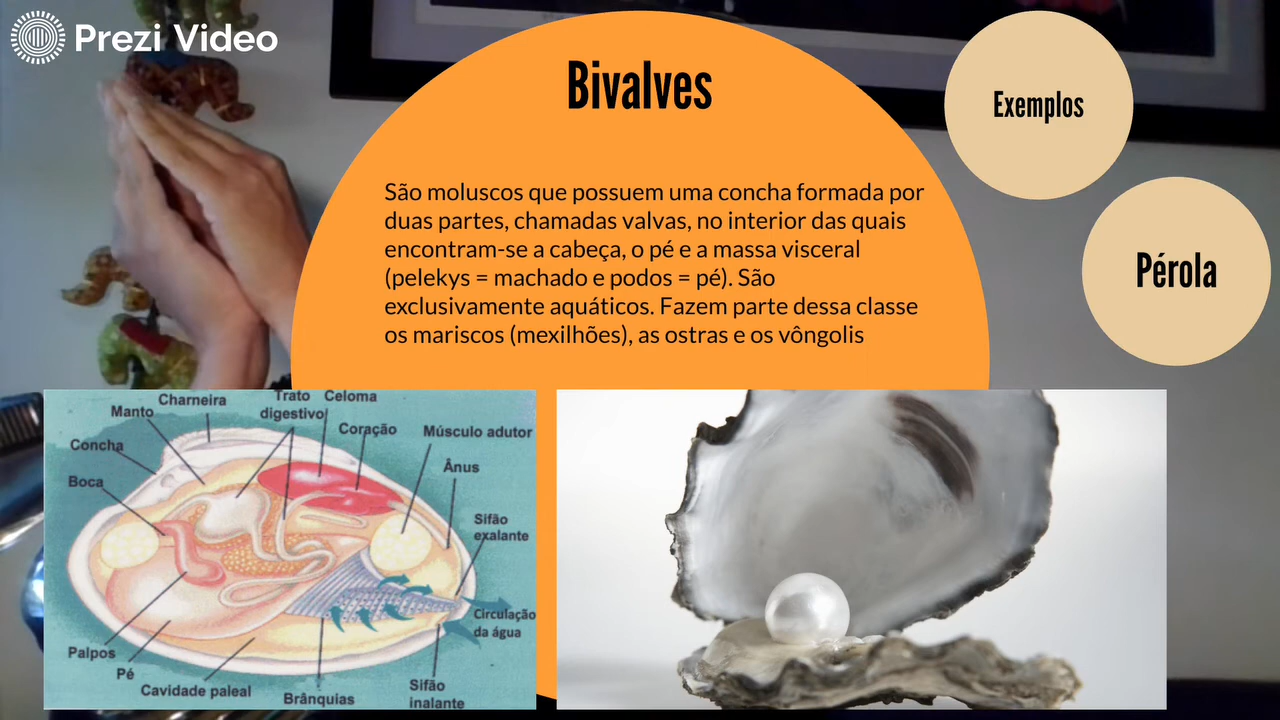 Prezi Video
Bivalves
Exemplos
Pérola
São moluscos que possuem uma concha formada por
duas partes, chamadas valvas, no interior das quais
encontram-se a cabeça, o pé e a massa visceral
(pelekys = machado e podos = pé). São
exclusivamente aquáticos. Fazem parte dessa classe
os mariscos (mexilhões), as ostras e os vôngolis
Charneira
Trato
digestivo
Celoma
Manto
Coração
Músculo adutor
Concha
Ânus
Boca
Sifão
exalante
Circulação
da água
Palpos
Pé
Cavidade paleal
Brânquias
Sifão
inalante